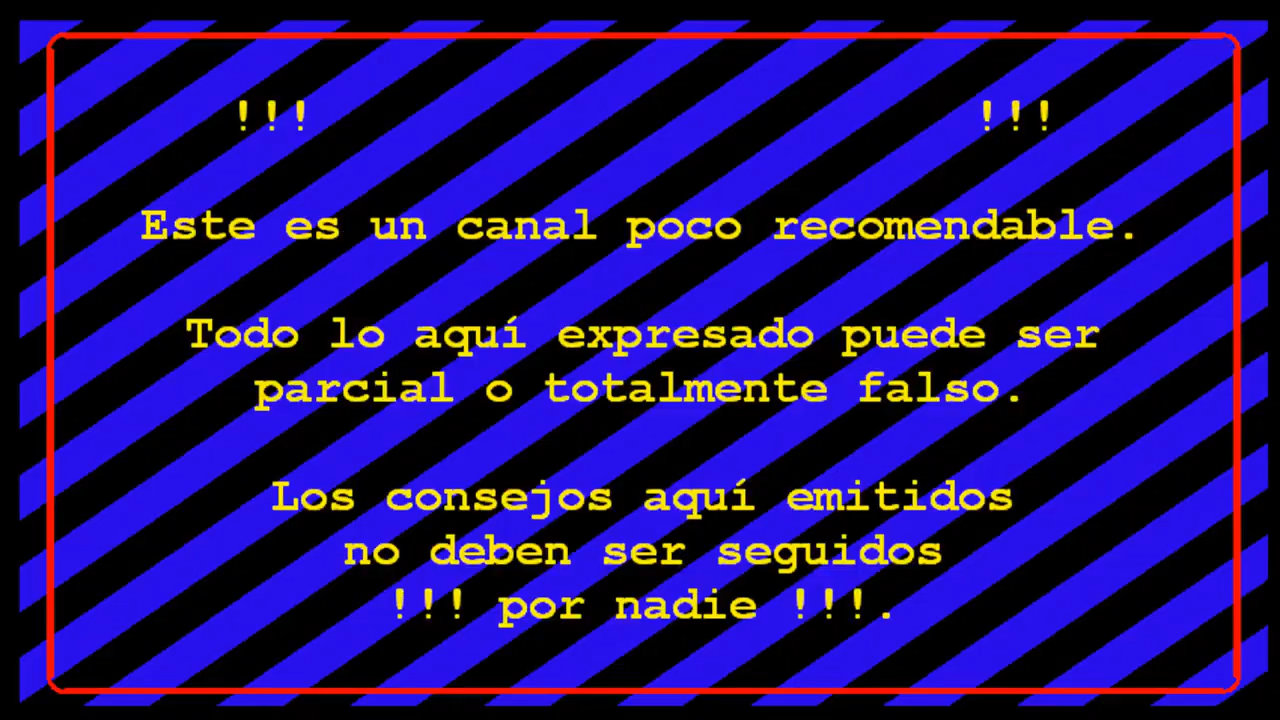 !!! !!!
Este es un canal poco recomendable.
Todo lo aquí expresado puede ser
parcial o totalmente falso.
Los consejos aquí emitidos
no deben ser seguidos
!!! por nadie !!!.